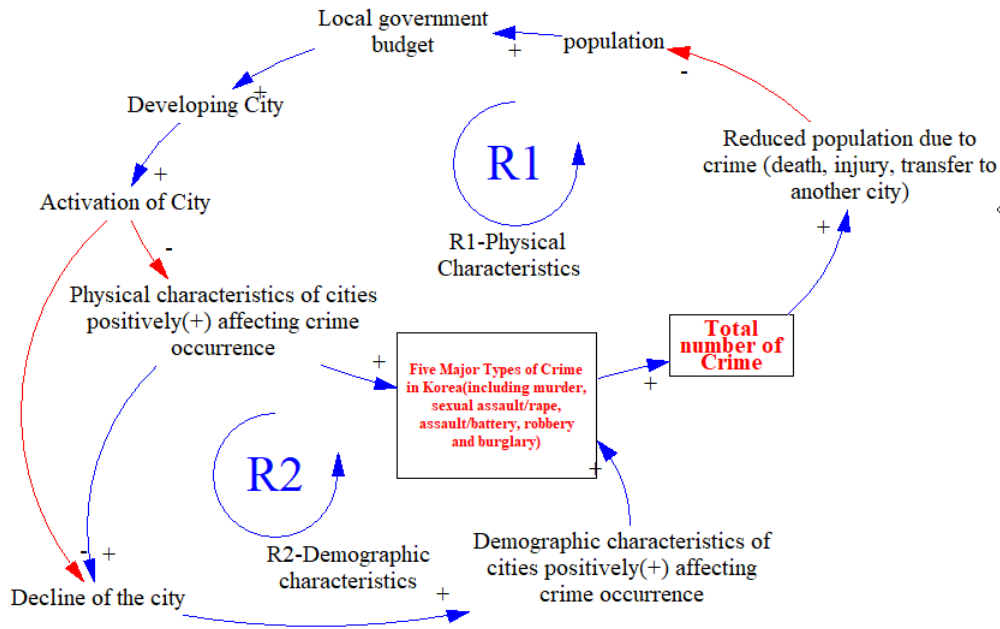 Local government
budget
+
population
-
+
Developing City
Reduced population due to
crime (death, injury, transfer to
another city)
R1
+
Activation of City
+
-
R1-Physical
Characteristics
Physical characteristics of cities
positively(+) affecting crime
occurrence
Total
number of
Crime
+
+
Five Major Types of Crime
in Korea(including murder,
sexual assault/rape,
assault/battery, robbery
and burglary)
+
R2
- +
R2-Demographic
characteristics
Demographic characteristics of
cities positively(+) affecting
crime occurrence
Decline of the city
+